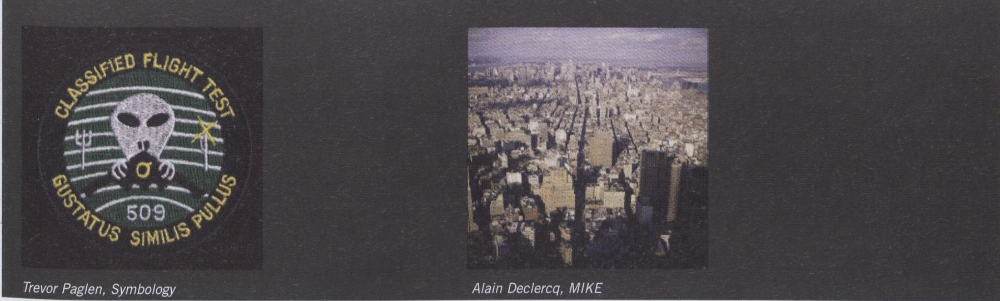 CLASSIFIED FLIGHT TEST
509
GUSTATUS SIMILIS PULLUS
Trevor Paglen, Symbology
Alain Declercq, MIKE